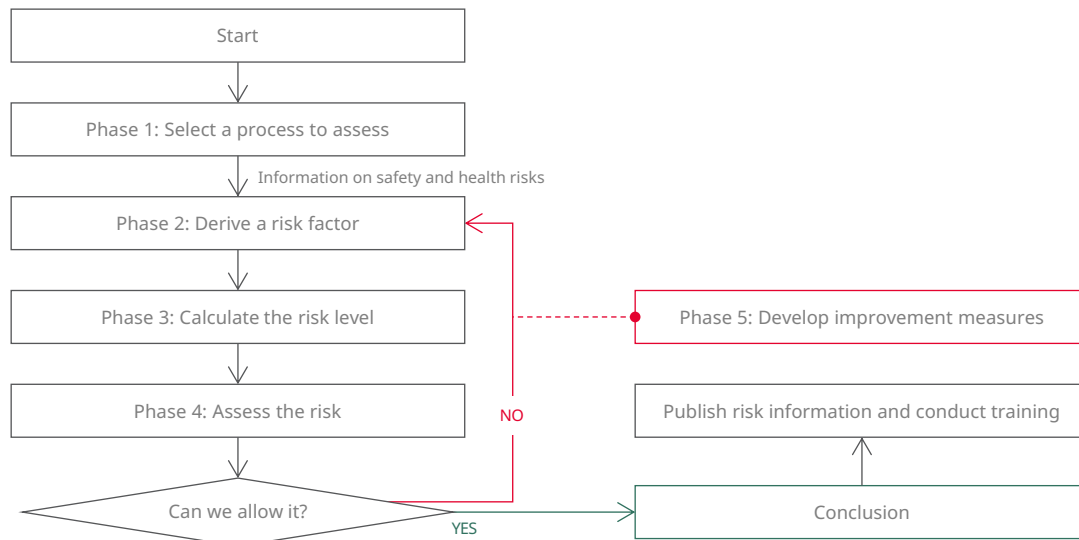 Start
Phase 1: Select a process to assess
Information on safety and health risks
Phase 2: Derive a risk factor
Phase 3: Calculate the risk level
Phase 5: Develop improvement measures
Phase 4: Assess the risk
NO
Publish risk information and conduct training
Can we allow it?
YES
Conclusion